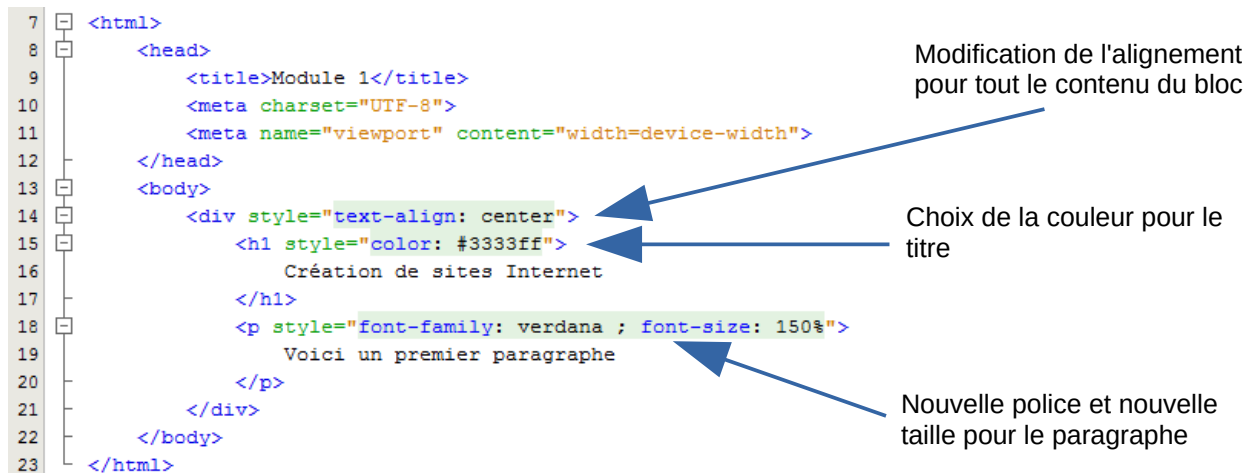 7 <html>
8 <head>
9 <title>Module 1</title>
10 <meta charset="UTF-8">
11 <meta name="viewport" content="width=device-width">
12 </head>
13 <body>
14 <div style="text-align: center">
15 <h1 style="color: #3333ff">
16 Création de sites Internet
17 </h1>
18 <p style="font-family: verdana ; font-size: 150%">
19 Voici un premier paragraphe
20 </p>
21 </div>
22 </body>
23 </html>
Modification de l'alignement
pour tout le contenu du bloc
Choix de la couleur pour le
titre
Nouvelle police et nouvelle
taille pour le paragraphe